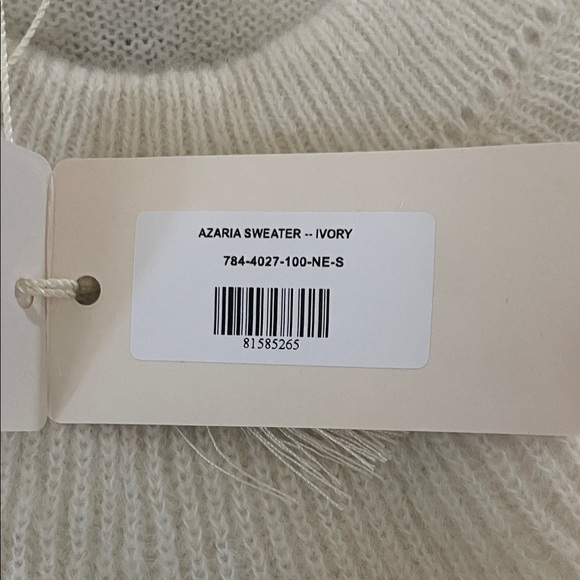 AZARIA SWEATER -- IVORY
784-4027-100-NE-S
81585265